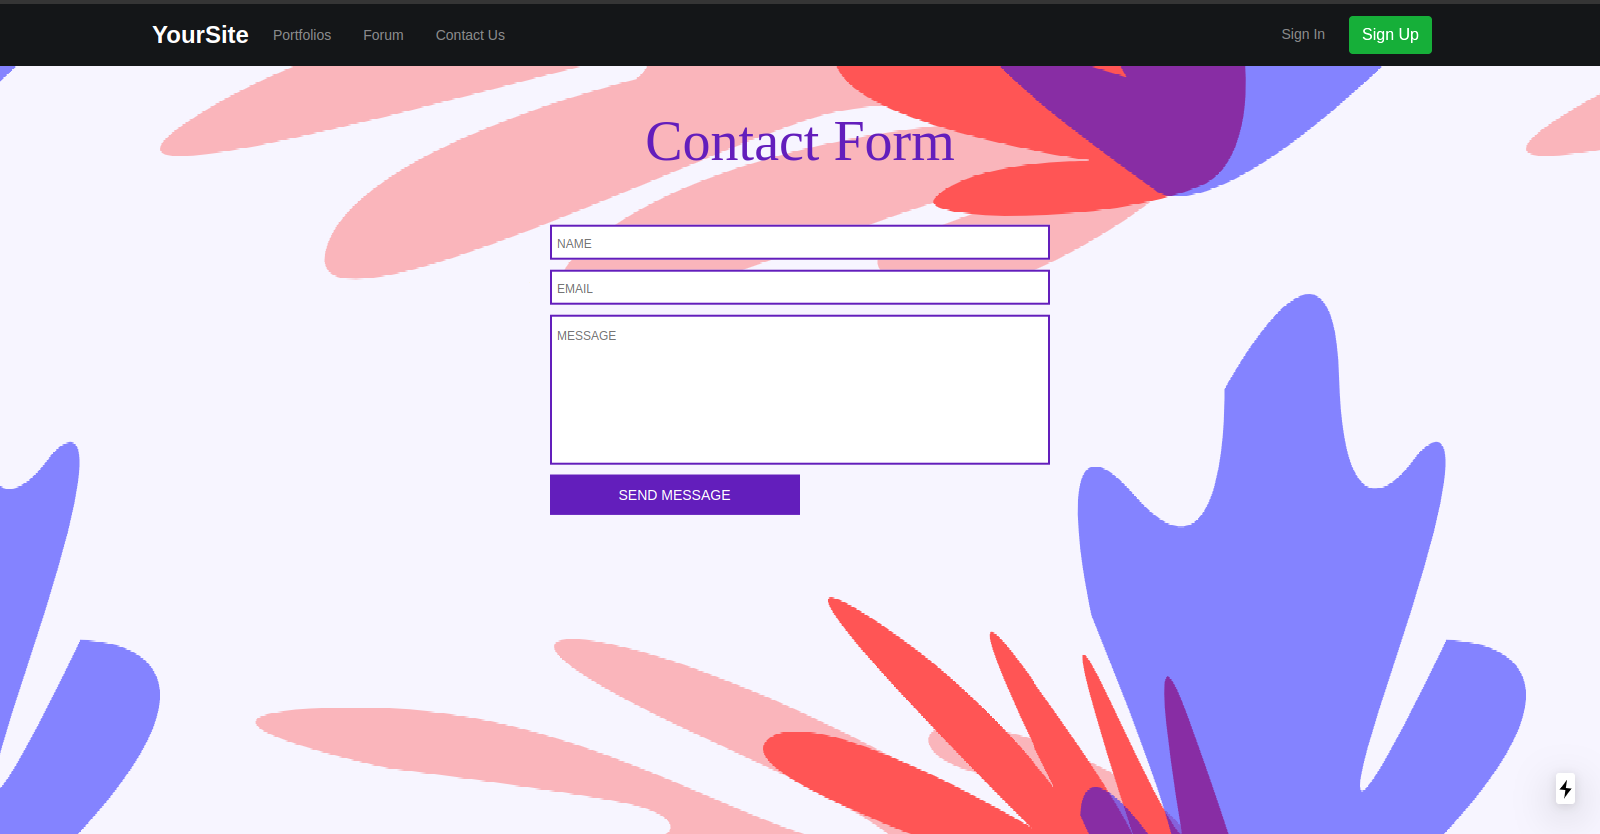 YourSite Portfolios Forum Contact Us Sign In Sign Up
Contact Form
NAME
EMAIL
MESSAGE
SEND MESSAGE